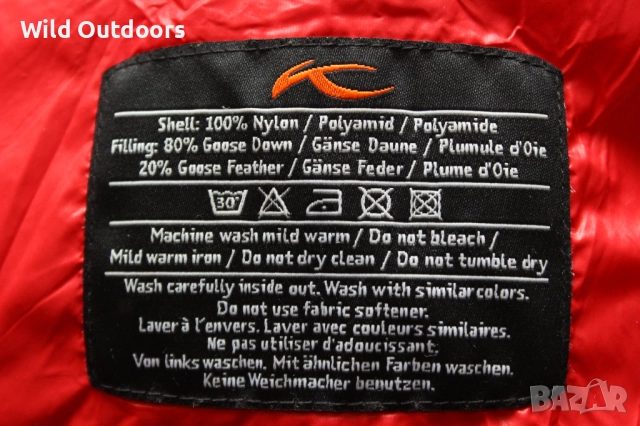 Wild Outdoors
Shell: 100% Nylon / Polyamid / Polyamide
Filling: 80% Goose Down / Gänse Daune / Plumule d'Oie
20% Goose Feather / Gänse Feder / Plume d'Oie
30°
Machine wash mild warm / Do not bleach /
Mild warm iron / Do not dry clean / Do not tumble dry
Wash carefully inside out. Wash with similar colors.
Do not use fabric softener.
Laver à l'envers. Laver avec couleurs similaires.
Ne pas utiliser d'adoucissant.
Von links waschen. Mit ähnlichen Farben waschen.
Keine Weichmacher benutzen.
BAZAR